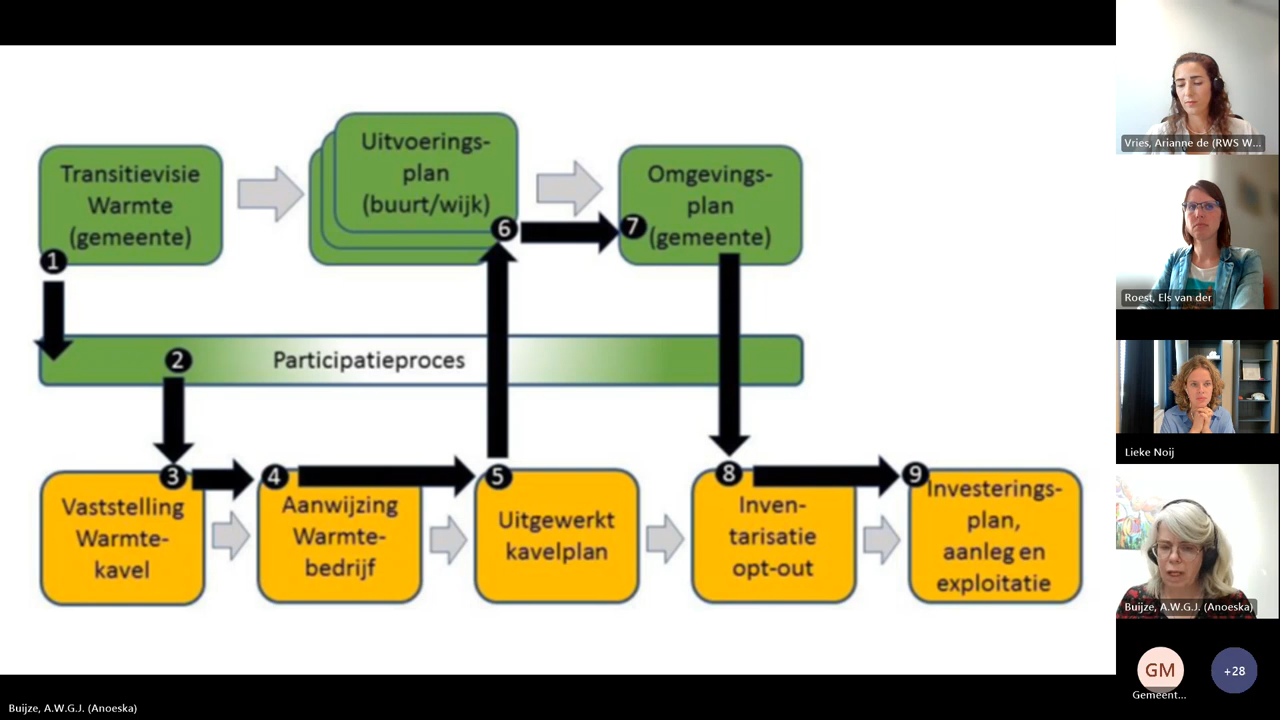 Transitievisie
Warmte
(gemeente)
Uitvoerings-
plan
(buurt/wijk)
Omgevings-
plan
(gemeente)
1
6
7
2
Participatieproces
3
4
5
8
9
Vaststelling
Warmte-
kavel
Aanwijzing
Warmte-
bedrijf
Uitgewerkt
kavelplan
Inven-
tarisatie
opt-out
Investerings-
plan,
aanleg en
exploitatie
Vries, Arianne de (RWS W...
Roest, Els van der
Lieke Noij
Buijze, A.W.G.J. (Anoeska)
GM
+28
Gemeent...
Buijze, A.W.G.J. (Anoeska)